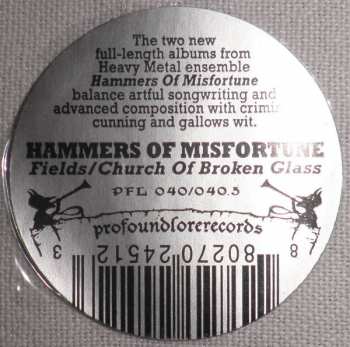 The two new
full-length albums from
Heavy Metal ensemble
Hammers Of Misfortune
balance artful songwriting and
advanced composition with crimin
cunning and gallows wit.
HAMMERS OF MISFORTUNE
Fields/Church Of Broken Glass
PFL 040/040.5
profoundlorerecords
8 80270 24512 3